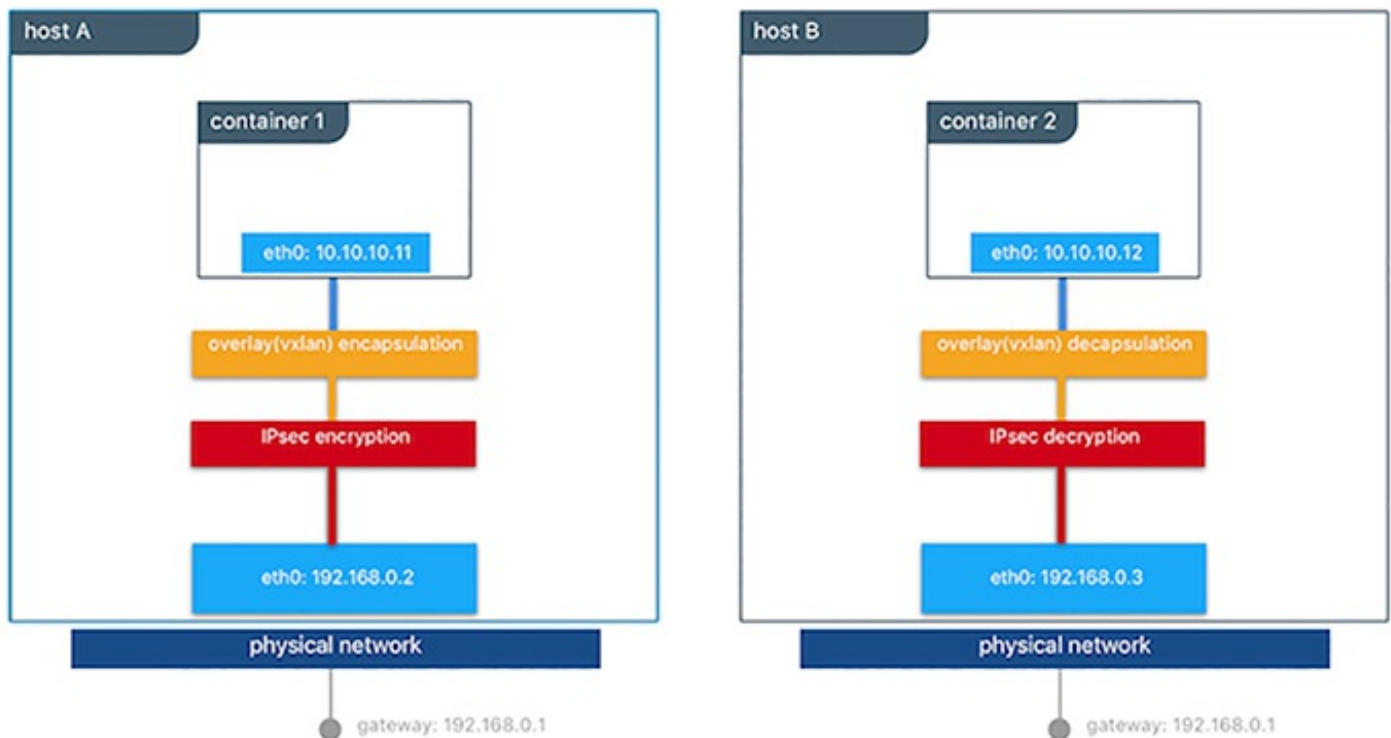 host A
container 1
eth0: 10.10.10.11
overlay(vxlan) encapsulation
IPsec encryption
eth0: 192.168.0.2
physical network
gateway: 192.168.0.1
host B
container 2
eth0: 10.10.10.12
overlay(vxlan) decapsulation
IPsec decryption
eth0: 192.168.0.3
physical network
gateway: 192.168.0.1